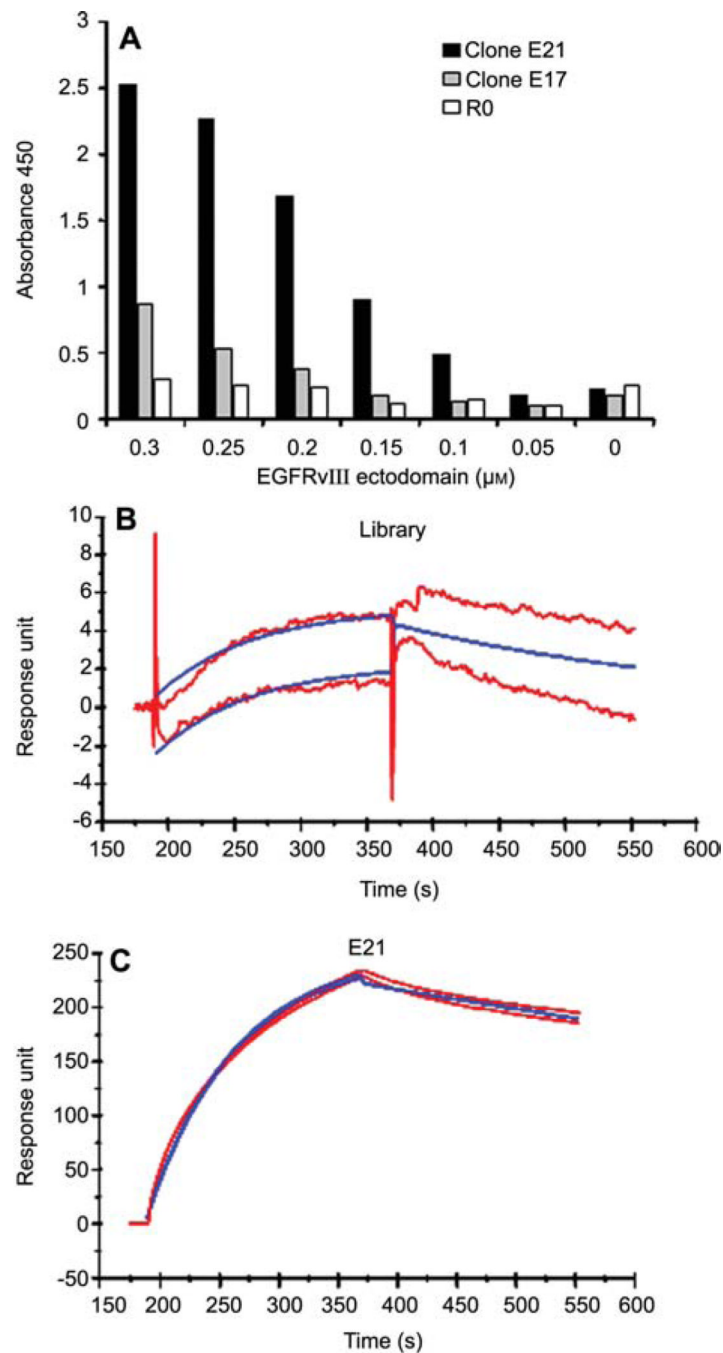 A
Clone E21
Clone E17
R0
3
2.5
2
1.5
1
0.5
0
Absorbance 450
0.3 0.25 0.2 0.15 0.1 0.05 0
EGFRvIII ectodomain (μM)
B
Library
10
8
6
4
2
0
-2
-4
-6
Response unit
150 200 250 300 350 400 450 500 550 600
Time (s)
C
E21
250
200
150
100
50
0
-50
Response unit
150 200 250 300 350 400 450 500 550 600
Time (s)